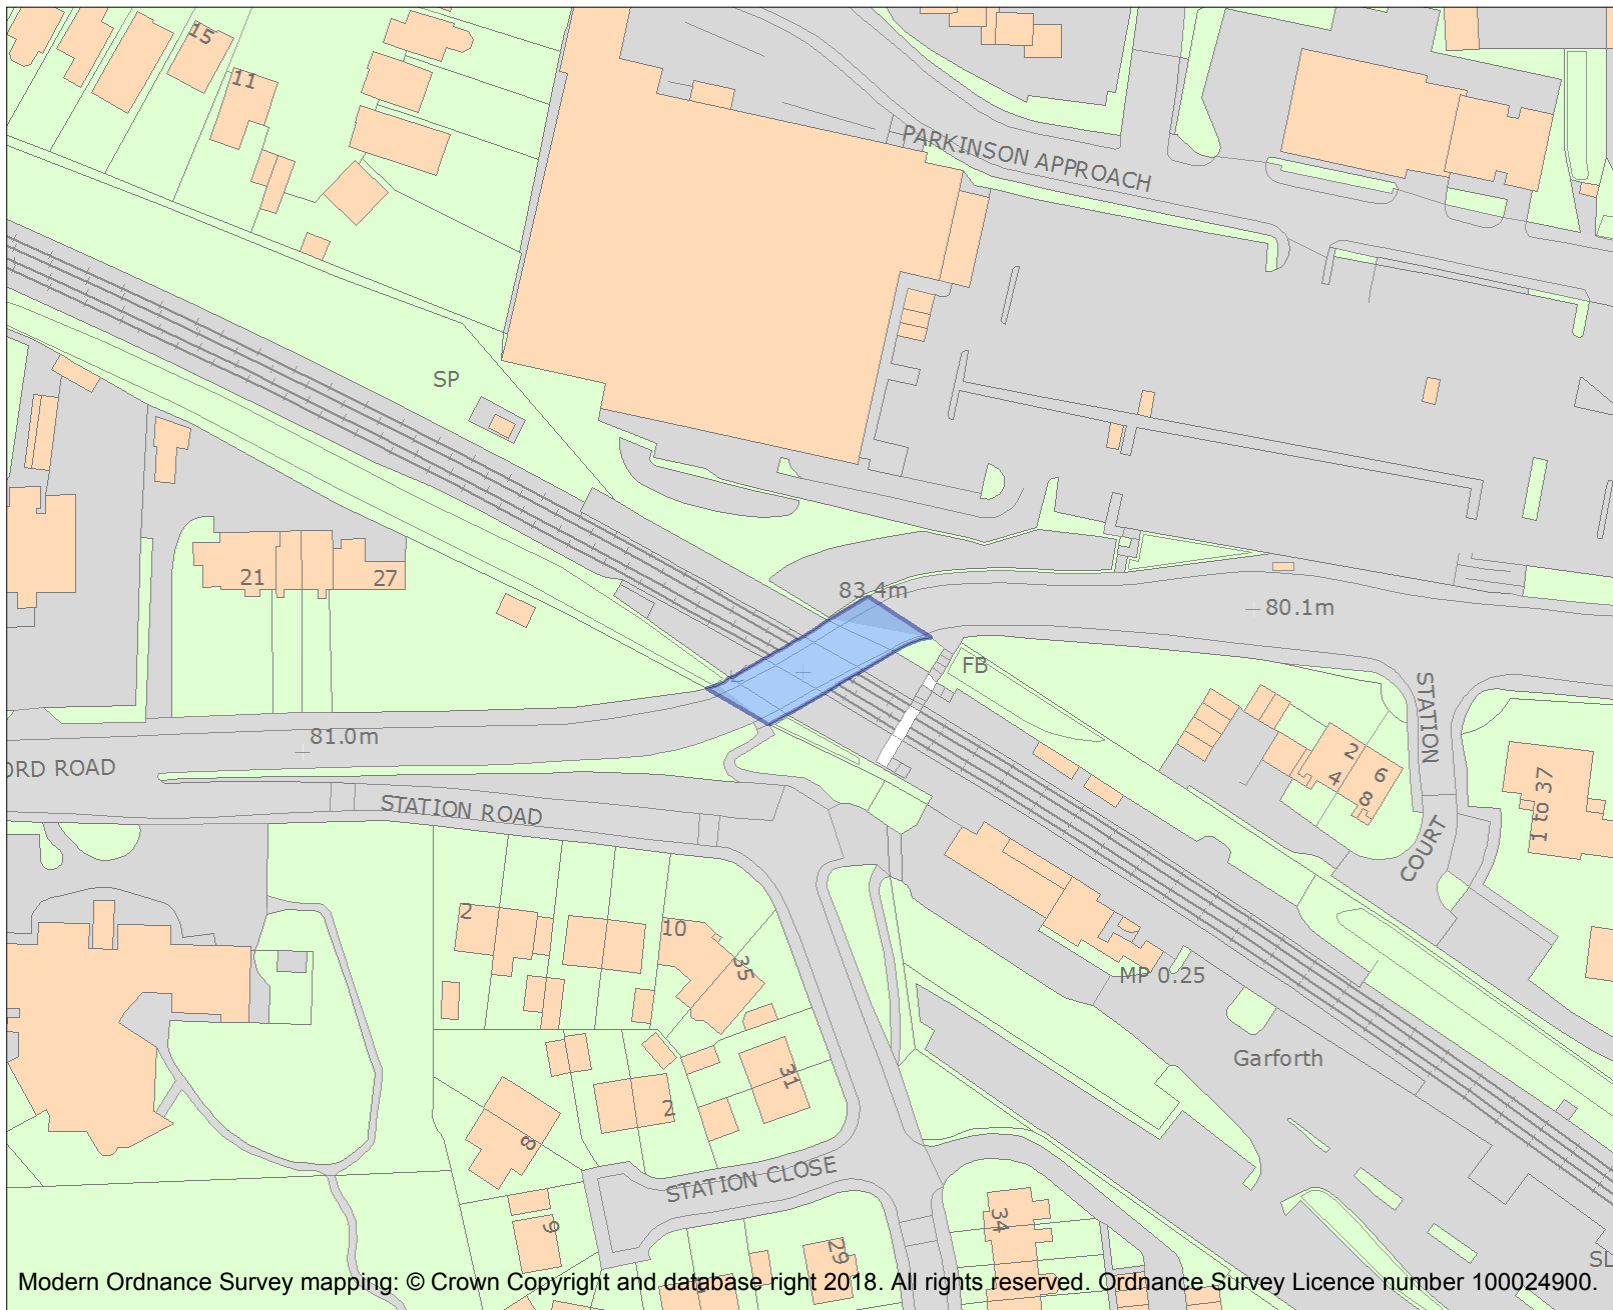 15
11
PARKINSON APPROACH
SP
21
27
83.4m
80.1m
FB
81.0m
ORD ROAD
STATION ROAD
STATION
COURT
2
4
6
8
1 to 37
2
10
35
MP 0.25
Garforth
31
2
8
STATION CLOSE
9
34
29
SL
Modern Ordnance Survey mapping: © Crown Copyright and database right 2018. All rights reserved. Ordnance Survey Licence number 100024900.